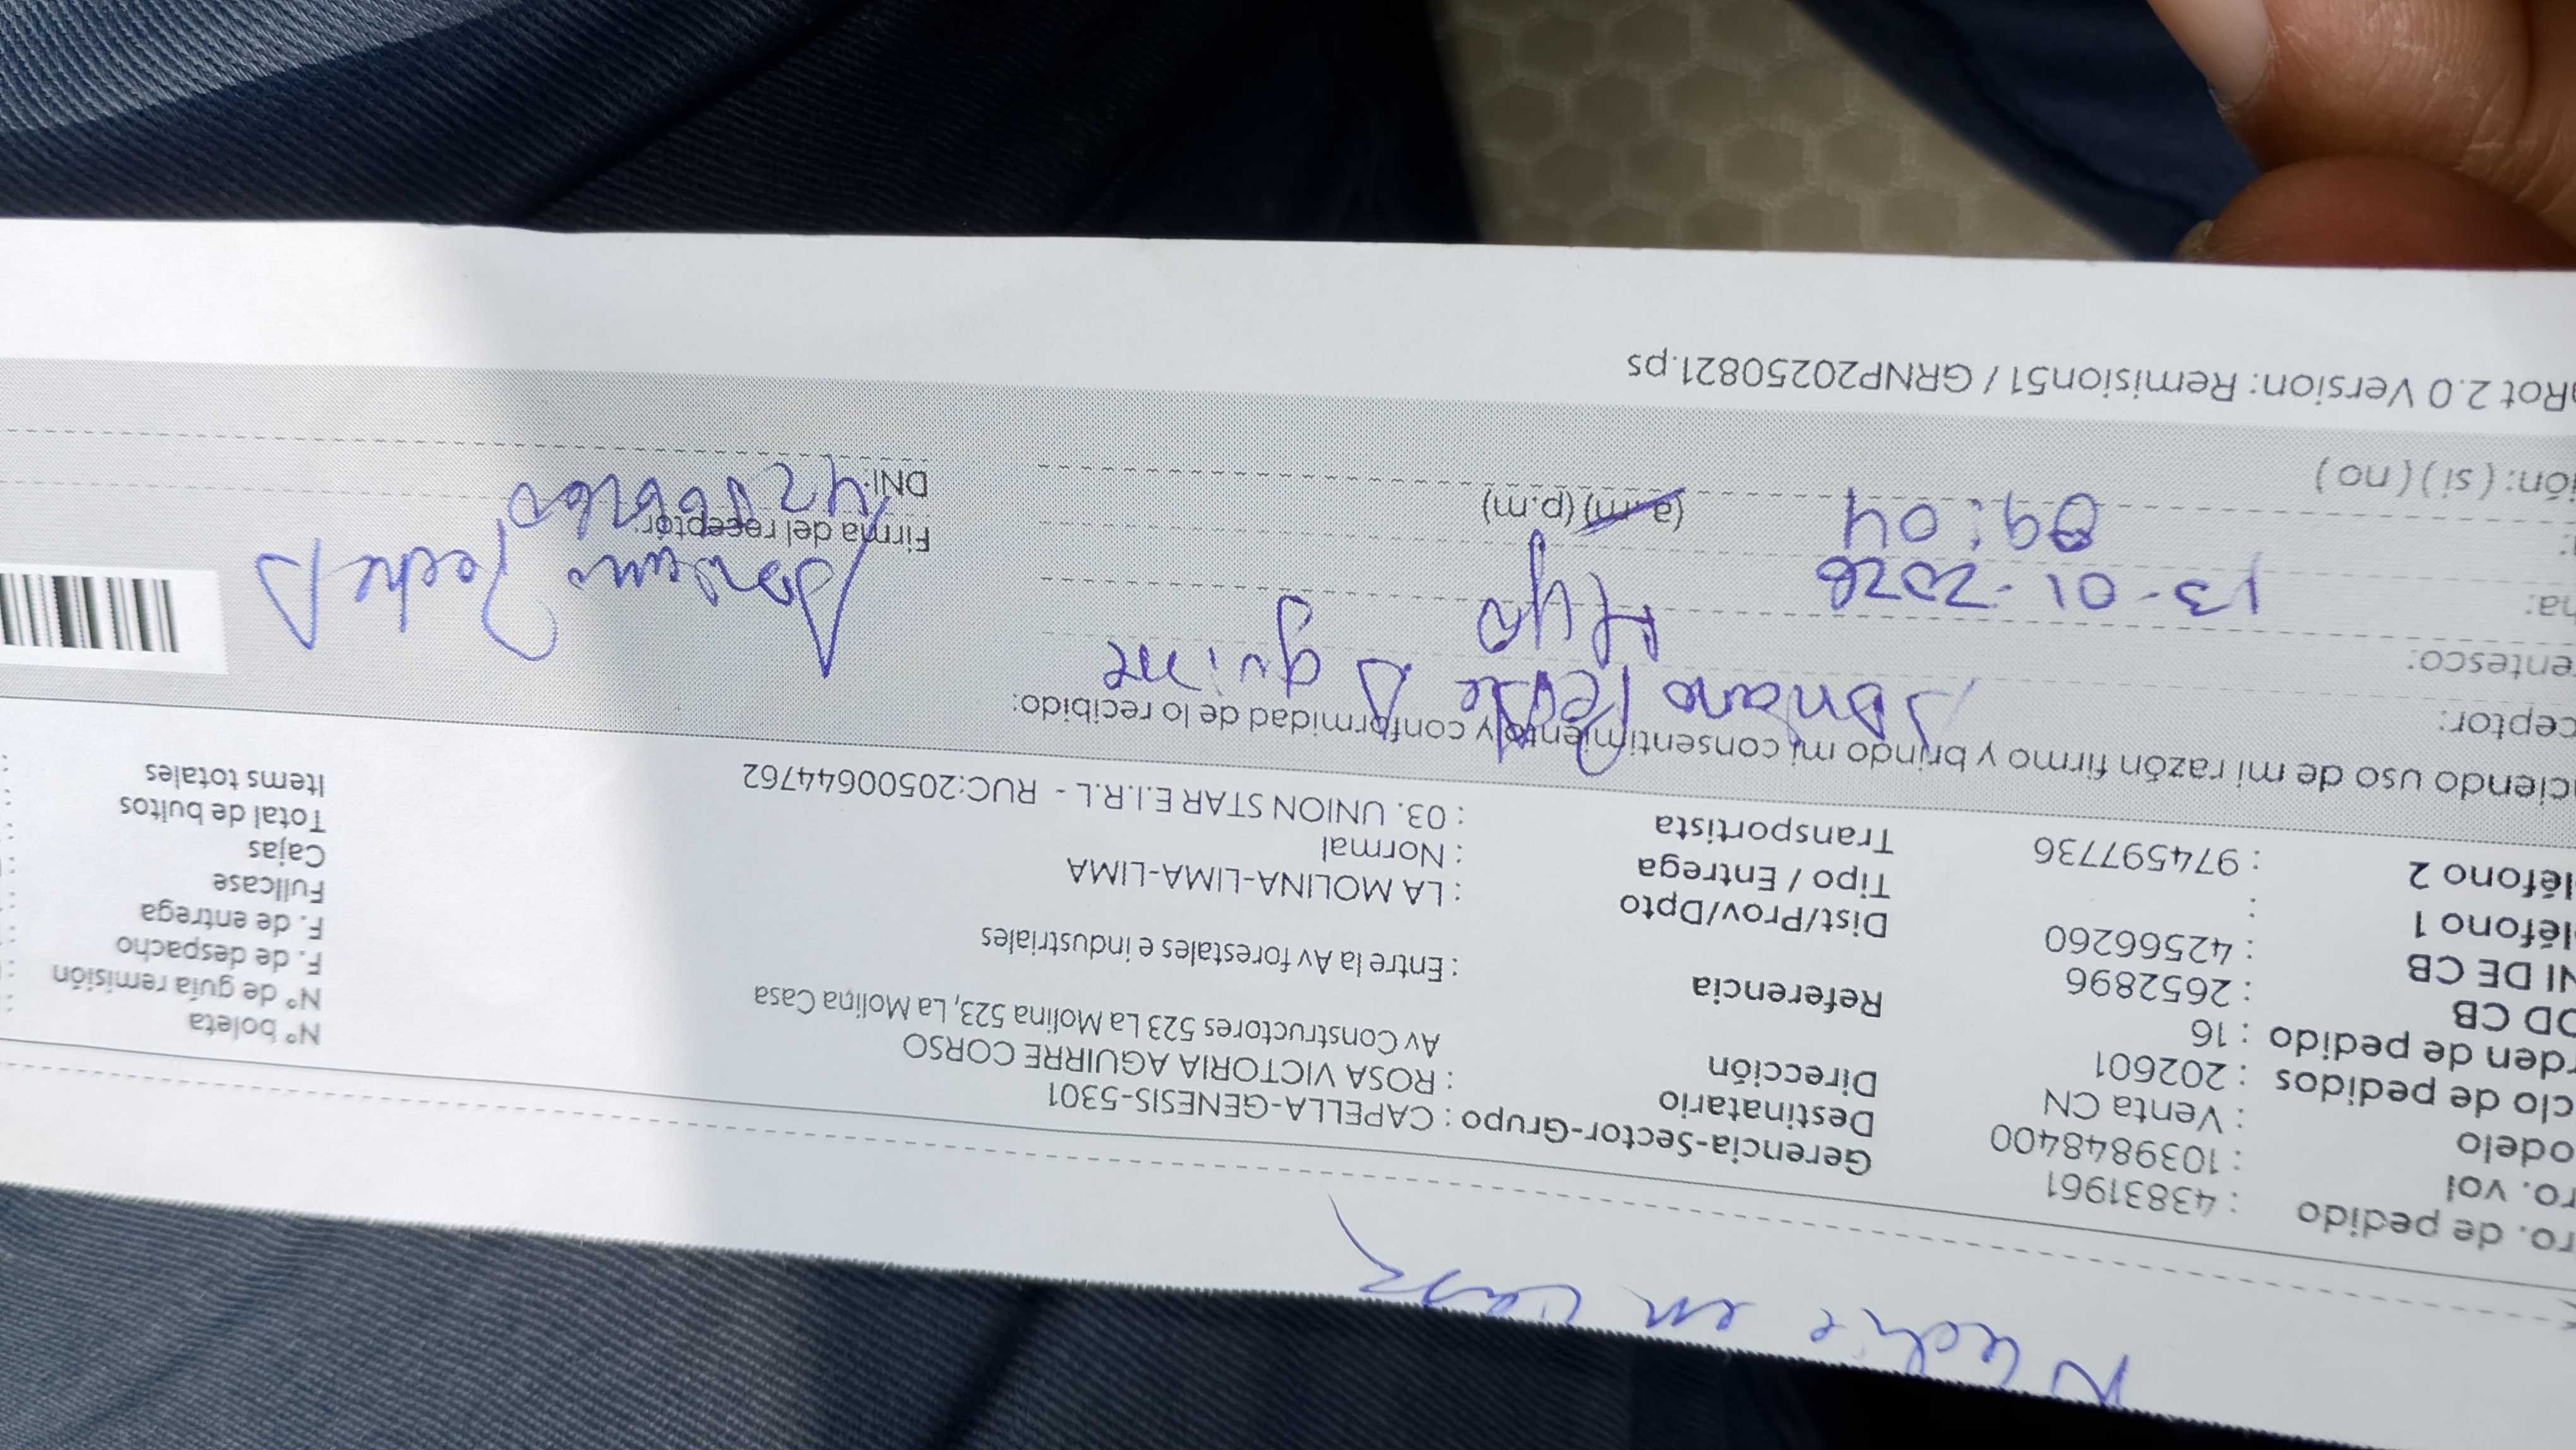 en casa
ro. de pedido : 43831961
ro. vol : 1039848400
odelo : Venta CN
clo de pedidos : 202601
rden de pedido : 16
OD CB : 2652896
NI DE CB : 42566260
léfono 1 :
léfono 2 : 974597736
Gerencia-Sector-Grupo : CAPELLA-GENESIS-5301
Destinatario : ROSA VICTORIA AGUIRRE CORSO
Dirección Av Constructores 523 La Molina 523, La Molina Casa
Referencia : Entre la Av forestales e industriales
Dist/Prov/Dpto : LA MOLINA-LIMA-LIMA
Tipo / Entrega : Normal
Transportista : 03. UNION STAR E.I.R.L - RUC:20500644762
N° boleta :
N° de guía remisión :
F. de despacho :
F. de entrega :
Fullcase :
Cajas :
Total de bultos :
Items totales :
ciendo uso de mi razón firmo y brindo mi consentimiento y conformidad de lo recibido:
ceptor:
entesco:
13-01-2026
09:04 (a.m) (p.m)
ón: ( si ) ( no )
Firma del receptor:
DNI:
Rot 2.0 Version: Remision51 / GRNP20250821.ps